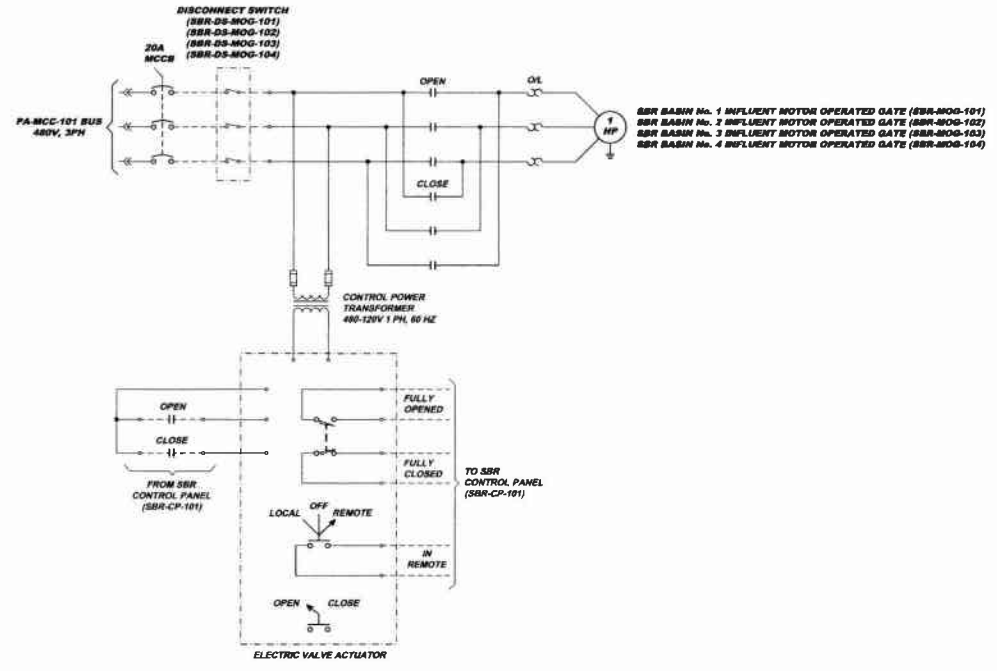 DISCONNECT SWITCH
(SBR-DS-MOG-101)
(SBR-DS-MOG-102)
(SBR-DS-MOG-103)
(SBR-DS-MOG-104)
20A
MCCB
OPEN
O/L
PA-MCC-101 BUS
480V, 3PH
1
HP
SBR BASIN No. 1 INFLUENT MOTOR OPERATED GATE (SBR-MOG-101)
SBR BASIN No. 2 INFLUENT MOTOR OPERATED GATE (SBR-MOG-102)
SBR BASIN No. 3 INFLUENT MOTOR OPERATED GATE (SBR-MOG-103)
SBR BASIN No. 4 INFLUENT MOTOR OPERATED GATE (SBR-MOG-104)
CLOSE
CONTROL POWER
TRANSFORMER
480-120V 1 PH, 60 HZ
OPEN
CLOSE
FROM SBR
CONTROL PANEL
(SBR-CP-101)
FULLY
OPENED
FULLY
CLOSED
TO SBR
CONTROL PANEL
(SBR-CP-101)
LOCAL
OFF
REMOTE
IN
REMOTE
OPEN
CLOSE
ELECTRIC VALVE ACTUATOR